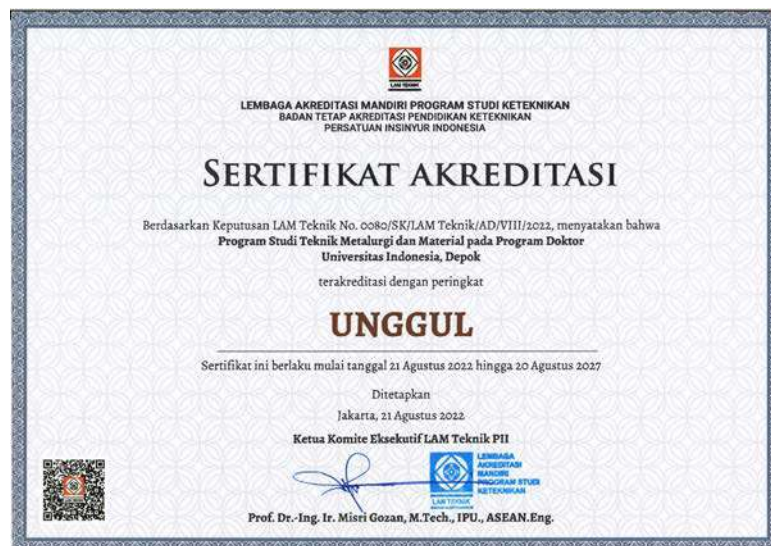 LAM TEKNIK
LEMBAGA AKREDITASI MANDIRI PROGRAM STUDI KETEKNIKAN
BADAN TETAP AKREDITASI PENDIDIKAN KETEKNIKAN
PERSATUAN INSINYUR INDONESIA
SERTIFIKAT AKREDITASI
Berdasarkan Keputusan LAM Teknik No. 0080/SK/LAM Teknik/AD/VIII/2022, menyatakan bahwa
Program Studi Teknik Metalurgi dan Material pada Program Doktor
Universitas Indonesia, Depok
terakreditasi dengan peringkat
UNGGUL
Sertifikat ini berlaku mulai tanggal 21 Agustus 2022 hingga 20 Agustus 2027
Ditetapkan
Jakarta, 21 Agustus 2022
Ketua Komite Eksekutif LAM Teknik PII
LEMBAGA
AKREDITASI
MANDIRI
PROGRAM STUDI
KETEKNIKAN
LAM TEKNIK
Prof. Dr.-Ing. Ir. Misri Gozan, M.Tech., IPU., ASEAN.Eng.